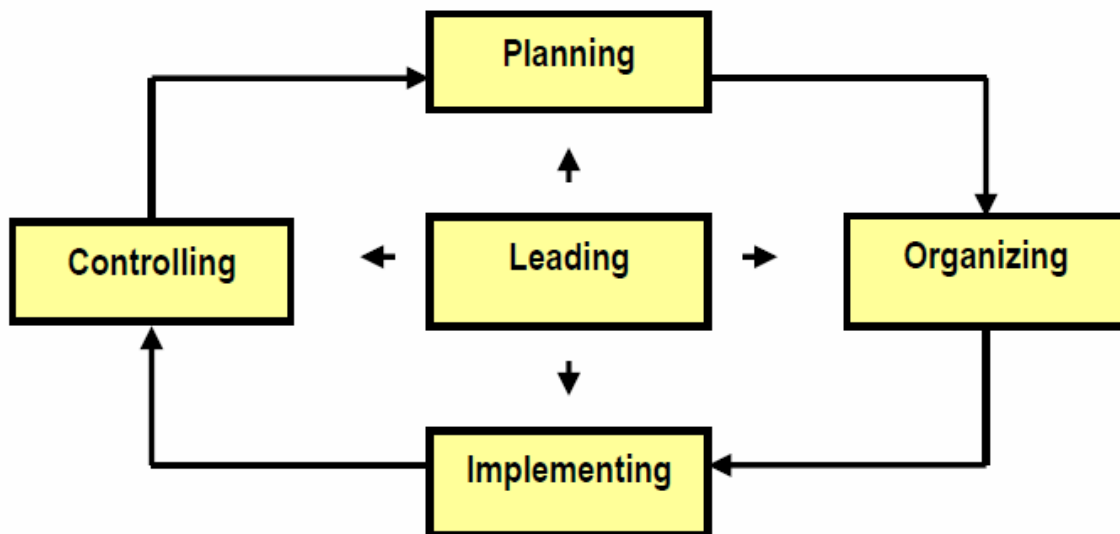 Planning
Controlling
Leading
Organizing
Implementing